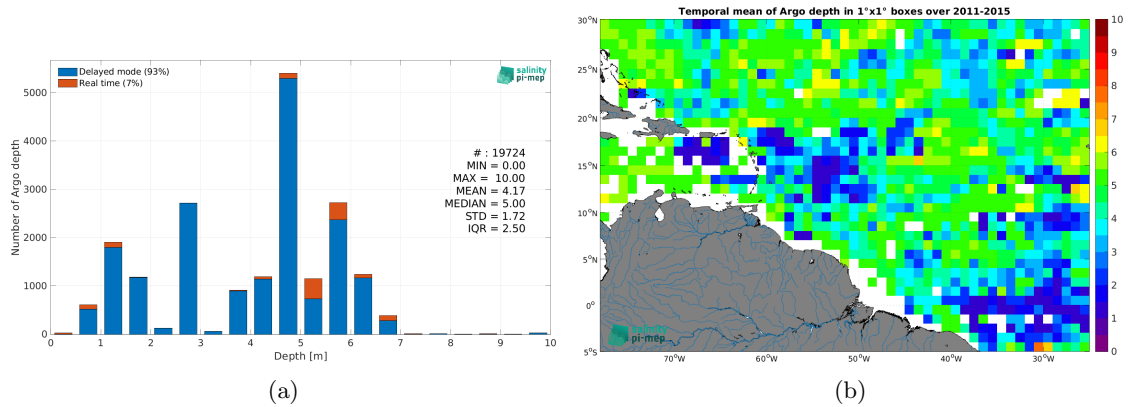 Delayed mode (93%)
Real time (7%)
salinity
pi-mep
# : 19724
MIN = 0.00
MAX = 10.00
MEAN = 4.17
MEDIAN = 5.00
STD = 1.72
IQR = 2.50
Number of Argo depth
5000
4000
3000
2000
1000
0
0 1 2 3 4 5 6 7 8 9 10
Depth [m]
(a)
Temporal mean of Argo depth in 1°x1° boxes over 2011-2015
30°N
25°N
20°N
15°N
10°N
5°N
0°
5°S
70°W 60°W 50°W 40°W 30°W
salinity
pi-mep
10
9
8
7
6
5
4
3
2
1
0
(b)